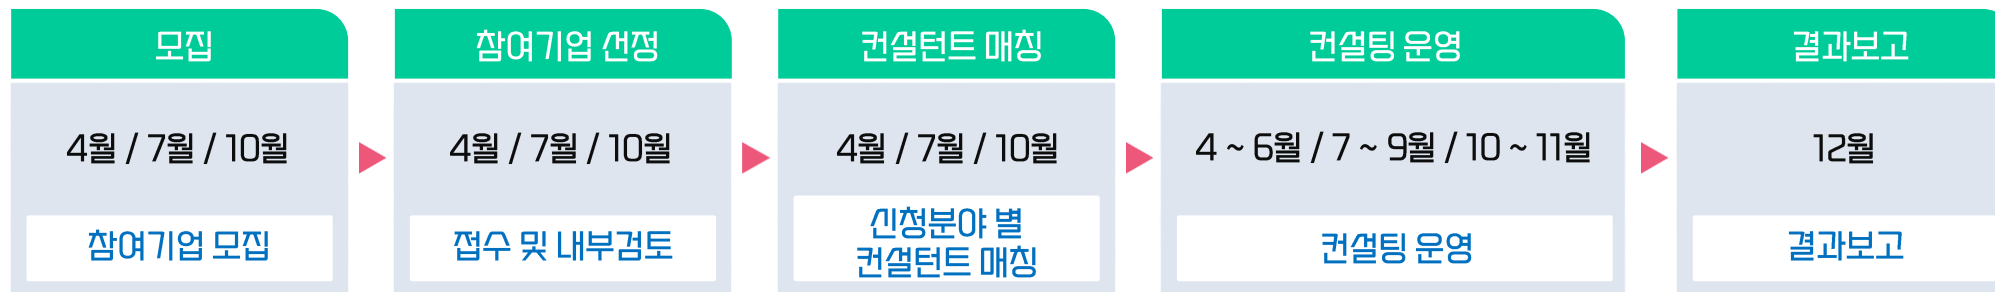 모집
4월 / 7월 / 10월
참여기업 모집
참여기업 선정
4월 / 7월 / 10월
접수 및 내부검토
컨설턴트 매칭
4월 / 7월 / 10월
신청분야 별
컨설턴트 매칭
컨설팅 운영
4 ~ 6월 / 7 ~ 9월 / 10 ~ 11월
컨설팅 운영
결과보고
12월
결과보고